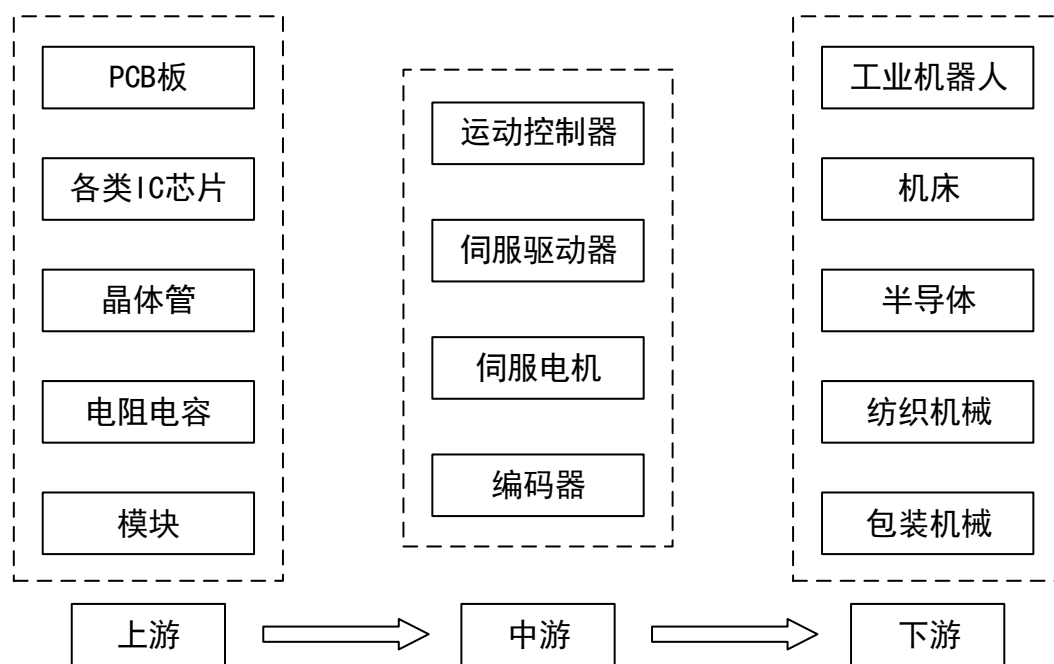 PCB板
各类IC芯片
晶体管
电阻电容
模块
上游
运动控制器
伺服驱动器
伺服电机
编码器
中游
工业机器人
机床
半导体
纺织机械
包装机械
下游